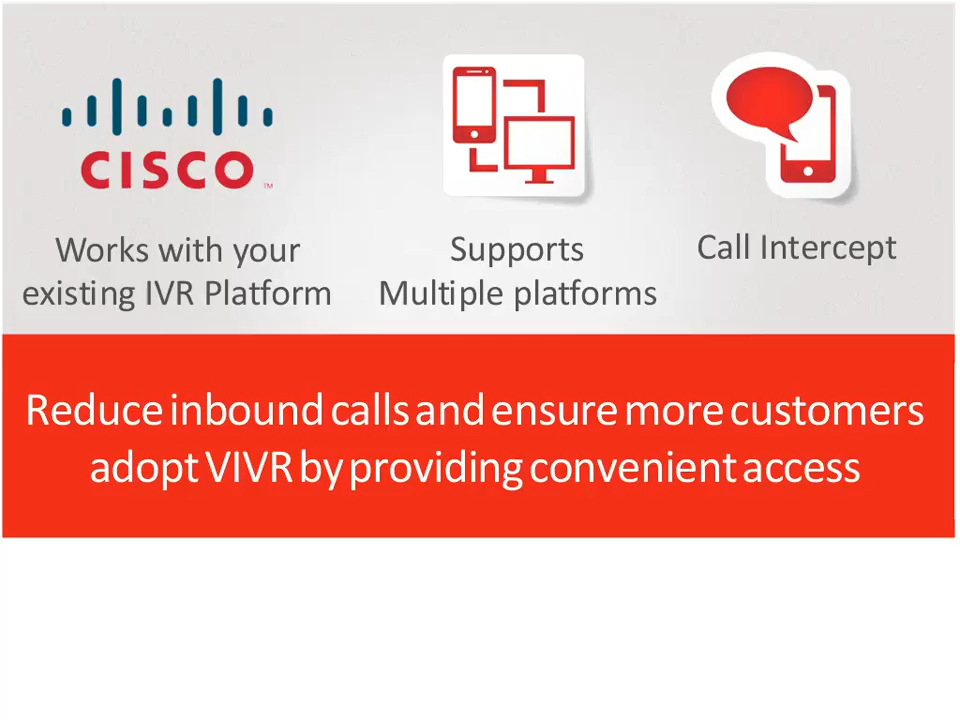 CISCO™
Works with your
existing IVR Platform
Supports
Multiple platforms
Call Intercept
Reduce inbound calls and ensure more customers
adopt VIVR by providing convenient access